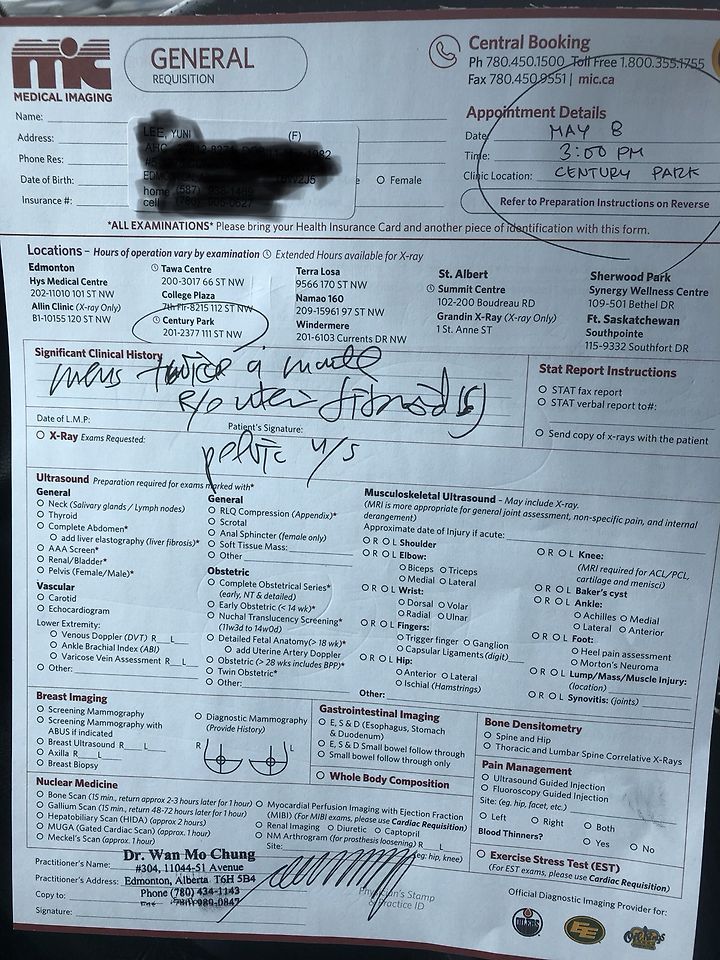 mic
MEDICAL IMAGING
GENERAL
REQUISITION
Central Booking
Ph 780.450.1500 Toll Free 1.800.355.1755
Fax 780.450.9551 | mic.ca
Name:
Address:
Phone Res:
Date of Birth:
Insurance #:
LEE, YUNI (F)
home (587)
cell (780)
e O Female
Appointment Details
Date: MAY 8
Time: 3:00 PM
Clinic Location: CENTURY PARK
Refer to Preparation Instructions on Reverse
*ALL EXAMINATIONS* Please bring your Health Insurance Card and another piece of identification with this form.
Locations – Hours of operation vary by examination Extended Hours available for X-ray
Edmonton
Hys Medical Centre
202-11010 101 ST NW
Allin Clinic (X-ray Only)
B1-10155 120 ST NW
Tawa Centre
200-3017 66 ST NW
College Plaza
7th Flr-8215 112 ST NW
Century Park
201-2377 111 ST NW
Terra Losa
9566 170 ST NW
Namao 160
209-15961 97 ST NW
Windermere
201-6103 Currents DR NW
St. Albert
Summit Centre
102-200 Boudreau RD
Grandin X-Ray (X-ray Only)
1 St. Anne ST
Sherwood Park
Synergy Wellness Centre
109-501 Bethel DR
Ft. Saskatchewan
Southpointe
115-9332 Southfort DR
Significant Clinical History
mens twice a month
r/o uterine fibroid(s)
pelvic u/s
Date of L.M.P:
Patient's Signature:
Stat Report Instructions
O STAT fax report
O STAT verbal report to#:
O Send copy of x-rays with the patient
O X-Ray Exams Requested:
Ultrasound Preparation required for exams marked with*
General
O Neck (Salivary glands / Lymph nodes)
O Thyroid
O Complete Abdomen*
O add liver elastography (liver fibrosis)*
O AAA Screen*
O Renal/Bladder*
O Pelvis (Female/Male)*
Vascular
O Carotid
O Echocardiogram
Lower Extremity:
O Venous Doppler (DVT) R__L__
O Ankle Brachial Index (ABI)
O Varicose Vein Assessment R__L__
O Other:
General
O RLQ Compression (Appendix)*
O Scrotal
O Anal Sphincter (female only)
O Soft Tissue Mass:
O Other
Obstetric
O Complete Obstetrical Series*
(early, NT & detailed)
O Early Obstetric (< 14 wk)*
O Nuchal Translucency Screening*
(11w3d to 14w0d)
O Detailed Fetal Anatomy(> 18 wk)*
O add Uterine Artery Doppler
O Obstetric (> 28 wks includes BPP)*
O Twin Obstetric*
O Other:
Musculoskeletal Ultrasound – May include X-ray.
(MRI is more appropriate for general joint assessment, non-specific pain, and internal
derangement)
Approximate date of Injury if acute:
O R O L Shoulder
O R O L Elbow:
O Biceps O Triceps
O Medial O Lateral
O R O L Wrist:
O Dorsal O Volar
O Radial O Ulnar
O R O L Fingers:
O Trigger finger O Ganglion
O Capsular Ligaments (digit)
O R O L Hip:
O Anterior O Lateral
O Ischial (Hamstrings)
Other:
O R O L Knee:
(MRI required for ACL/PCL,
cartilage and menisci)
O R O L Baker's cyst
O R O L Ankle:
O Achilles O Medial
O Lateral O Anterior
O R O L Foot:
O Heel pain assessment
O Morton's Neuroma
O R O L Lump/Mass/Muscle Injury:
(location)
O R O L Synovitis: (joints)
Breast Imaging
O Screening Mammography
O Screening Mammography with
ABUS if indicated
O Breast Ultrasound R__L__
O Axilla R__L__
O Breast Biopsy
O Diagnostic Mammography
(Provide History)
R L
Gastrointestinal Imaging
O E, S & D (Esophagus, Stomach
& Duodenum)
O E, S & D Small bowel follow through
O Small bowel follow through only
O Whole Body Composition
Bone Densitometry
O Spine and Hip
O Thoracic and Lumbar Spine Correlative X-Rays
Pain Management
O Ultrasound Guided Injection
O Fluoroscopy Guided Injection
Site: (eg. hip, facet, etc.)
O Left O Right O Both
Blood Thinners? O Yes O No
Nuclear Medicine
O Bone Scan (15 min., return approx 2-3 hours later for 1 hour)
O Gallium Scan (15 min., return 48-72 hours later for 1 hour)
O Hepatobiliary Scan (HIDA) (approx 2 hours)
O MUGA (Gated Cardiac Scan) (approx. 1 hour)
O Meckel's Scan (approx. 1 hour)
O Myocardial Perfusion Imaging with Ejection Fraction
(MIBI) (For MIBI exams, please use Cardiac Requisition)
O Renal Imaging O Diuretic O Captopril
O NM Arthrogram (for prosthesis loosening) R__L__
Site: (eg: hip, knee)
O Exercise Stress Test (EST)
(For EST exams, please use Cardiac Requisition)
Practitioner's Name: Dr. Wan Mo Chung
#304, 11044-51 Avenue
Practitioner's Address: Edmonton, Alberta T6H 5B4
Phone (780) 434-1143
Copy to:
Signature:
Physician's Stamp
& Practice ID
Official Diagnostic Imaging Provider for:
OILERS
EE